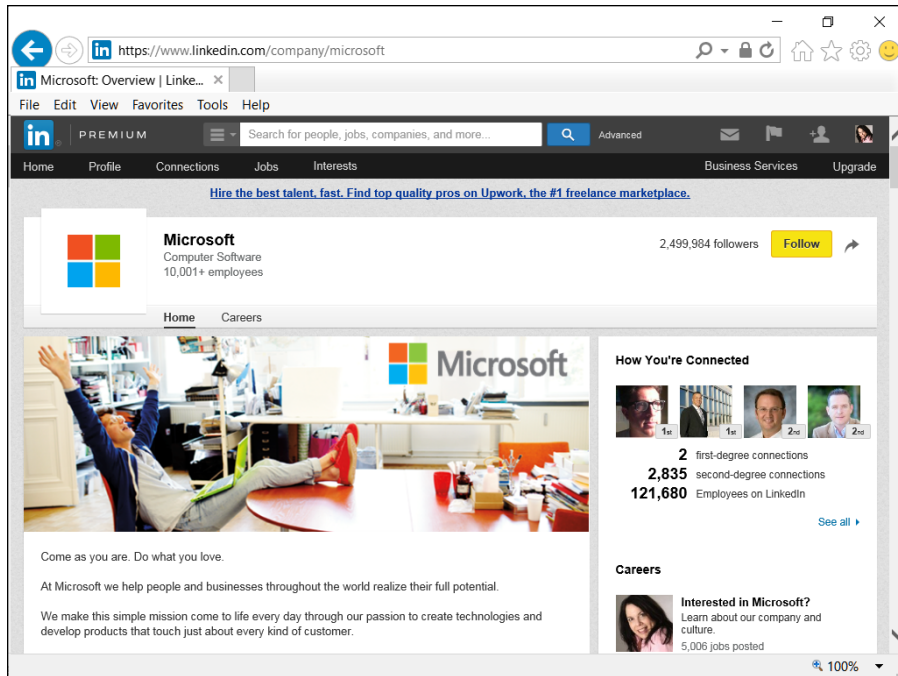 https://www.linkedin.com/company/microsoft
in Microsoft: Overview | Linke... ×
File Edit View Favorites Tools Help
in PREMIUM Search for people, jobs, companies, and more... Advanced
Home Profile Connections Jobs Interests Business Services Upgrade
Hire the best talent, fast. Find top quality pros on Upwork, the #1 freelance marketplace.
Microsoft
Computer Software
10,001+ employees
2,499,984 followers Follow
Home Careers
Microsoft
Come as you are. Do what you love.
At Microsoft we help people and businesses throughout the world realize their full potential.
We make this simple mission come to life every day through our passion to create technologies and
develop products that touch just about every kind of customer.
How You're Connected
1st 1st 2nd 2nd
2 first-degree connections
2,835 second-degree connections
121,680 Employees on LinkedIn
See all
Careers
Interested in Microsoft?
Learn about our company and
culture.
5,006 jobs posted
100%